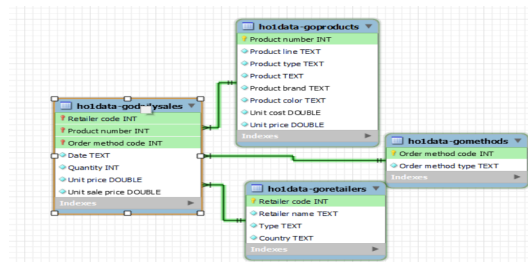 ho1data-goproducts
Product number INT
Product line TEXT
Product type TEXT
Product TEXT
Product brand TEXT
Product color TEXT
Unit cost DOUBLE
Unit price DOUBLE
Indexes
ho1data-godailysales
Retailer code INT
Product number INT
Order method code INT
Date TEXT
Quantity INT
Unit price DOUBLE
Unit sale price DOUBLE
Indexes
ho1data-gomethods
Order method code INT
Order method type TEXT
Indexes
ho1data-goretailers
Retailer code INT
Retailer name TEXT
Type TEXT
Country TEXT
Indexes